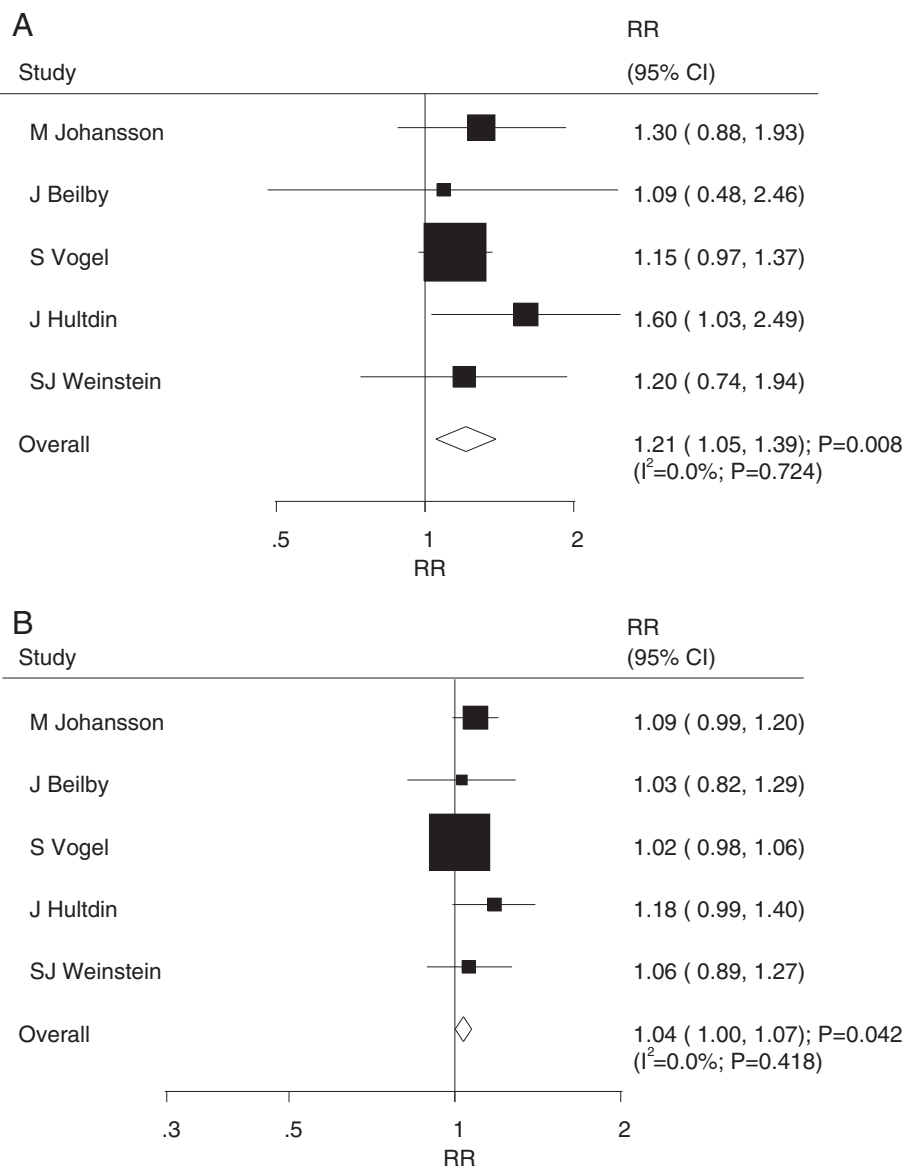 A
RR
Study (95% CI)
M Johansson 1.30 ( 0.88, 1.93)
J Beilby 1.09 ( 0.48, 2.46)
S Vogel 1.15 ( 0.97, 1.37)
J Hultdin 1.60 ( 1.03, 2.49)
SJ Weinstein 1.20 ( 0.74, 1.94)
Overall 1.21 ( 1.05, 1.39); P=0.008
(I²=0.0%; P=0.724)
.5 1 2
RR
B
RR
Study (95% CI)
M Johansson 1.09 ( 0.99, 1.20)
J Beilby 1.03 ( 0.82, 1.29)
S Vogel 1.02 ( 0.98, 1.06)
J Hultdin 1.18 ( 0.99, 1.40)
SJ Weinstein 1.06 ( 0.89, 1.27)
Overall 1.04 ( 1.00, 1.07); P=0.042
(I²=0.0%; P=0.418)
.3 .5 1 2
RR